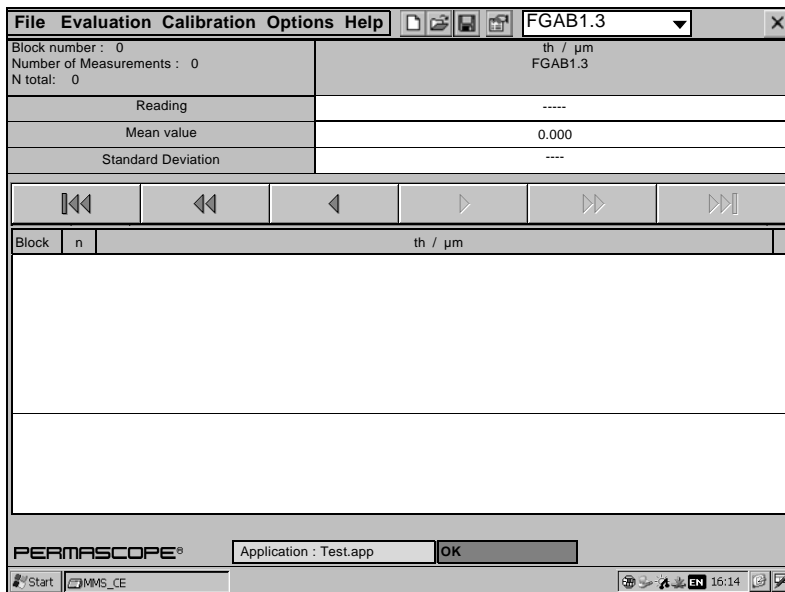 File Evaluation Calibration Options Help FGAB1.3
Block number : 0
Number of Measurements : 0
N total: 0
th / µm
FGAB1.3
Reading -----
Mean value 0.000
Standard Deviation ----
Block n th / µm
PERMASCOPE® Application : Test.app OK
Start MMS_CE EN 16:14